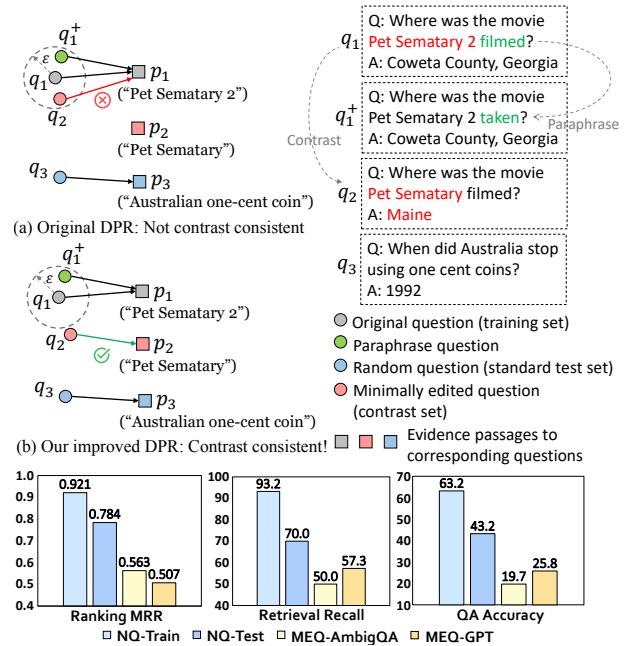 q1+
ε
q1
p1
("Pet Sematary 2")
q2
p2
("Pet Sematary")
q3
p3
("Australian one-cent coin")
(a) Original DPR: Not contrast consistent
q1+
ε
q1
p1
("Pet Sematary 2")
q2
p2
("Pet Sematary")
q3
p3
("Australian one-cent coin")
(b) Our improved DPR: Contrast consistent!
q1
Q: Where was the movie
Pet Sematary 2 filmed?
A: Coweta County, Georgia
q1+
Q: Where was the movie
Pet Sematary 2 taken?
A: Coweta County, Georgia
Contrast
Paraphrase
q2
Q: Where was the movie
Pet Sematary filmed?
A: Maine
q3
Q: When did Australia stop
using one cent coins?
A: 1992
Original question (training set)
Paraphrase question
Random question (standard test set)
Minimally edited question
(contrast set)
Evidence passages to
corresponding questions
1.0
0.9
0.8
0.7
0.6
0.5
0.4
0.921
0.784
0.563
0.507
Ranking MRR
100
90
80
70
60
50
40
93.2
70.0
50.0
57.3
Retrieval Recall
70
60
50
40
30
20
10
63.2
43.2
19.7
25.8
QA Accuracy
NQ-Train NQ-Test MEQ-AmbigQA MEQ-GPT